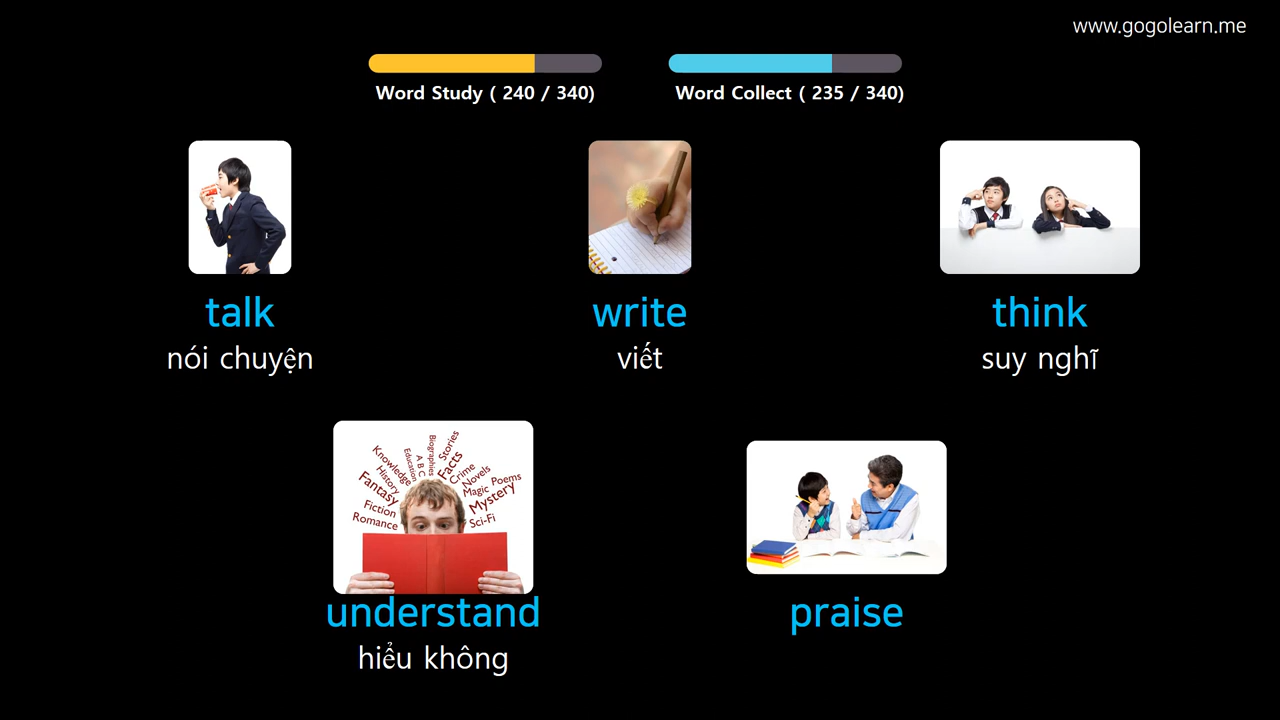 www.gogolearn.me
Word Study ( 240 / 340)
Word Collect ( 235 / 340)
talk
nói chuyện
write
viết
think
suy nghĩ
Knowledge
History
Fantasy
Fiction
Romance
Education
A B C
Biographies
Stories
Facts
Crime
Novels
Magic
Poems
Mystery
Sci-Fi
understand
hiểu không
praise